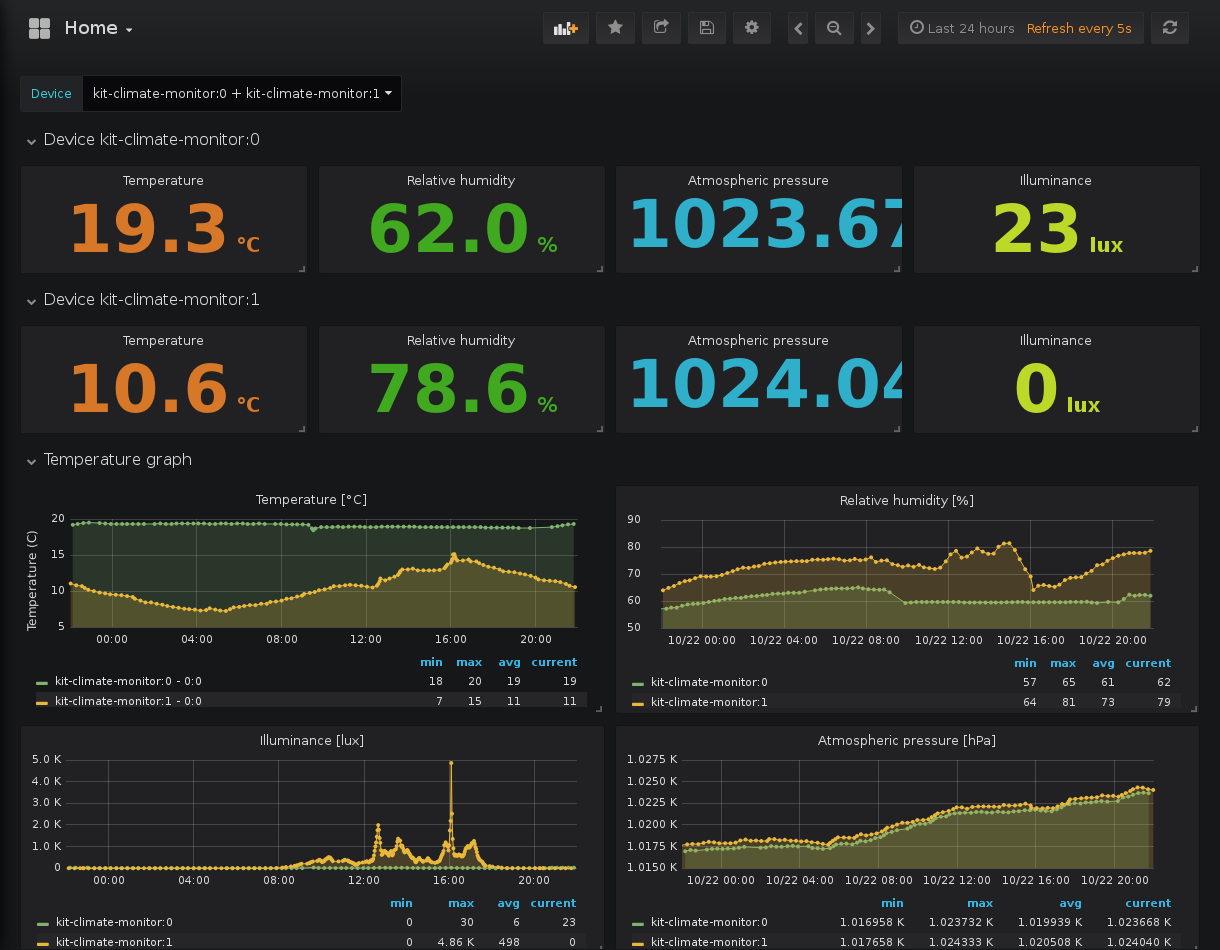 Home
Last 24 hours Refresh every 5s
Device kit-climate-monitor:0 + kit-climate-monitor:1
Device kit-climate-monitor:0
Temperature Relative humidity Atmospheric pressure Illuminance
19.3 °C 62.0 % 1023.67 23 lux
Device kit-climate-monitor:1
Temperature Relative humidity Atmospheric pressure Illuminance
10.6 °C 78.6 % 1024.04 0 lux
Temperature graph
Temperature [°C]
Temperature (C)
20
15
10
5
00:00 04:00 08:00 12:00 16:00 20:00
min max avg current
kit-climate-monitor:0 - 0:0 18 20 19 19
kit-climate-monitor:1 - 0:0 7 15 11 11
Relative humidity [%]
90
80
70
60
50
10/22 00:00 10/22 04:00 10/22 08:00 10/22 12:00 10/22 16:00 10/22 20:00
min max avg current
kit-climate-monitor:0 57 65 61 62
kit-climate-monitor:1 64 81 73 79
Illuminance [lux]
5.0 K
4.0 K
3.0 K
2.0 K
1.0 K
0
00:00 04:00 08:00 12:00 16:00 20:00
min max avg current
kit-climate-monitor:0 0 30 6 23
kit-climate-monitor:1 0 4.86 K 498 0
Atmospheric pressure [hPa]
1.0275 K
1.0250 K
1.0225 K
1.0200 K
1.0175 K
1.0150 K
10/22 00:00 10/22 04:00 10/22 08:00 10/22 12:00 10/22 16:00 10/22 20:00
min max avg current
kit-climate-monitor:0 1.016958 K 1.023732 K 1.019939 K 1.023668 K
kit-climate-monitor:1 1.017658 K 1.024333 K 1.020508 K 1.024040 K